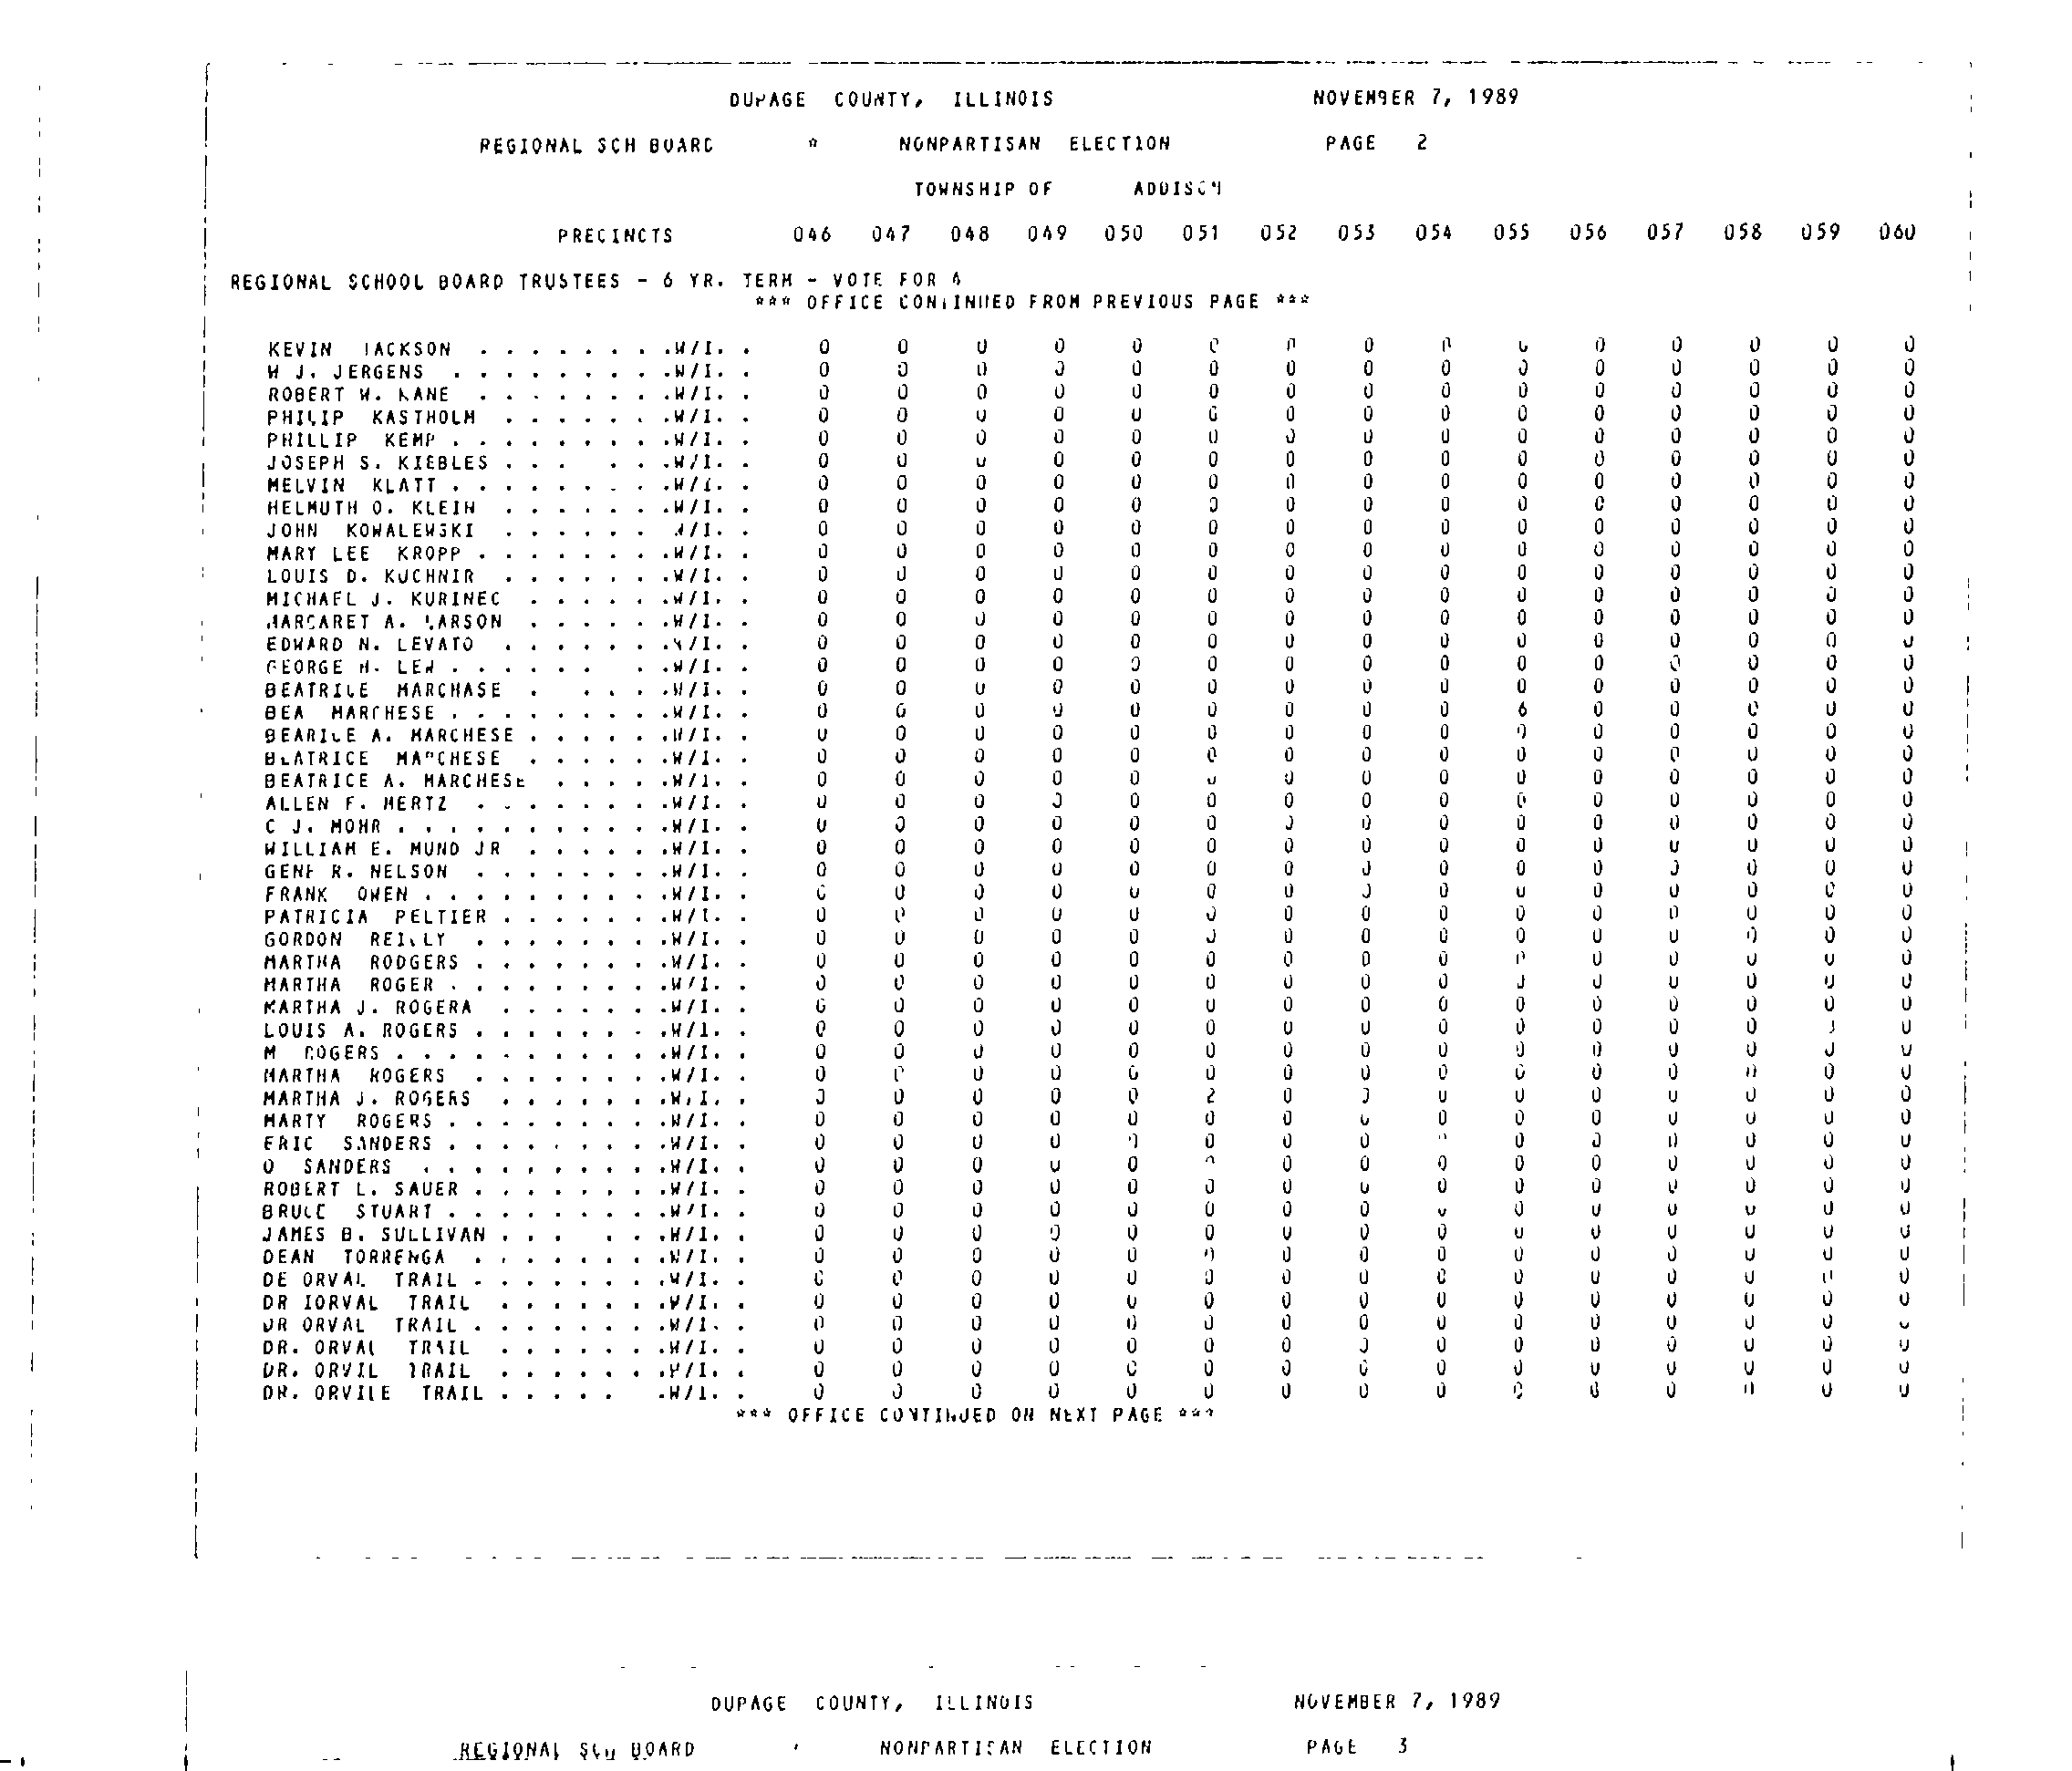 DUPAGE COUNTY, ILLINOIS NOVEMBER 7, 1989
REGIONAL SCH BOARD * NONPARTISAN ELECTION PAGE 2
TOWNSHIP OF ADDISON
PRECINCTS 046 047 048 049 050 051 052 053 054 055 056 057 058 059 060
REGIONAL SCHOOL BOARD TRUSTEES - 6 YR. TERM - VOTE FOR 6
*** OFFICE CONTINUED FROM PREVIOUS PAGE ***
KEVIN JACKSON . . . . . . . .W/I. . 0 0 0 0 0 0 0 0 0 0 0 0 0 0 0
W J. JERGENS . . . . . . . . .W/I. . 0 0 0 0 0 0 0 0 0 0 0 0 0 0 0
ROBERT W. KANE . . . . . . . .W/I. . 0 0 0 0 0 0 0 0 0 0 0 0 0 0 0
PHILIP KASTHOLM . . . . . . .W/I. . 0 0 0 0 0 0 0 0 0 0 0 0 0 0 0
PHILLIP KEMP . . . . . . . . .W/I. . 0 0 0 0 0 0 0 0 0 0 0 0 0 0 0
JOSEPH S. KIEBLES . . . . . .W/I. . 0 0 0 0 0 0 0 0 0 0 0 0 0 0 0
MELVIN KLATT . . . . . . . . .W/I. . 0 0 0 0 0 0 0 0 0 0 0 0 0 0 0
HELMUTH O. KLEIN . . . . . . .W/I. . 0 0 0 0 0 0 0 0 0 0 0 0 0 0 0
JOHN KOWALEWSKI . . . . . . W/I. . 0 0 0 0 0 0 0 0 0 0 0 0 0 0 0
MARY LEE KROPP . . . . . . . .W/I. . 0 0 0 0 0 0 0 0 0 0 0 0 0 0 0
LOUIS D. KUCHNIR . . . . . . .W/I. . 0 0 0 0 0 0 0 0 0 0 0 0 0 0 0
MICHAEL J. KURINEC . . . . . .W/I. . 0 0 0 0 0 0 0 0 0 0 0 0 0 0 0
MARGARET A. LARSON . . . . . .W/I. . 0 0 0 0 0 0 0 0 0 0 0 0 0 0 0
EDWARD N. LEVATO . . . . . . .W/I. . 0 0 0 0 0 0 0 0 0 0 0 0 0 0 0
GEORGE H. LEW . . . . . . . .W/I. . 0 0 0 0 0 0 0 0 0 0 0 0 0 0 0
BEATRICE MARCHASE . . . . . .W/I. . 0 0 0 0 0 0 0 0 0 0 0 0 0 0 0
BEA MARCHESE . . . . . . . . .W/I. . 0 0 0 0 0 0 0 0 0 6 0 0 0 0 0
BEARICE A. MARCHESE . . . . . .W/I. . 0 0 0 0 0 0 0 0 0 0 0 0 0 0 0
BEATRICE MARCHESE . . . . . .W/I. . 0 0 0 0 0 0 0 0 0 0 0 0 0 0 0
BEATRICE A. MARCHESE . . . . .W/I. . 0 0 0 0 0 0 0 0 0 0 0 0 0 0 0
ALLEN F. MERTZ . . . . . . . .W/I. . 0 0 0 0 0 0 0 0 0 0 0 0 0 0 0
C J. MOHR . . . . . . . . . . .W/I. . 0 0 0 0 0 0 0 0 0 0 0 0 0 0 0
WILLIAM E. MUND JR . . . . . .W/I. . 0 0 0 0 0 0 0 0 0 0 0 0 0 0 0
GENE R. NELSON . . . . . . . .W/I. . 0 0 0 0 0 0 0 0 0 0 0 0 0 0 0
FRANK OWEN . . . . . . . . . .W/I. . 0 0 0 0 0 0 0 0 0 0 0 0 0 0 0
PATRICIA PELTIER . . . . . . .W/I. . 0 0 0 0 0 0 0 0 0 0 0 0 0 0 0
GORDON REILLY . . . . . . . .W/I. . 0 0 0 0 0 0 0 0 0 0 0 0 0 0 0
MARTHA RODGERS . . . . . . . .W/I. . 0 0 0 0 0 0 0 0 0 0 0 0 0 0 0
MARTHA ROGER . . . . . . . . .W/I. . 0 0 0 0 0 0 0 0 0 0 0 0 0 0 0
MARTHA J. ROGERA . . . . . . .W/I. . 0 0 0 0 0 0 0 0 0 0 0 0 0 0 0
LOUIS A. ROGERS . . . . . . . .W/I. . 0 0 0 0 0 0 0 0 0 0 0 0 0 0 0
M ROGERS . . . . . . . . . . .W/I. . 0 0 0 0 0 0 0 0 0 0 0 0 0 0 0
MARTHA ROGERS . . . . . . . .W/I. . 0 0 0 0 0 0 0 0 0 0 0 0 0 0 0
MARTHA J. ROGERS . . . . . . .W/I. . 0 0 0 0 0 2 0 0 0 0 0 0 0 0 0
MARTY ROGERS . . . . . . . . .W/I. . 0 0 0 0 0 0 0 0 0 0 0 0 0 0 0
ERIC SANDERS . . . . . . . . .W/I. . 0 0 0 0 0 0 0 0 0 0 0 0 0 0 0
O SANDERS . . . . . . . . . .W/I. . 0 0 0 0 0 0 0 0 0 0 0 0 0 0 0
ROBERT L. SAUER . . . . . . . .W/I. . 0 0 0 0 0 0 0 0 0 0 0 0 0 0 0
BRUCE STUART . . . . . . . . .W/I. . 0 0 0 0 0 0 0 0 0 0 0 0 0 0 0
JAMES B. SULLIVAN . . . . . .W/I. . 0 0 0 0 0 0 0 0 0 0 0 0 0 0 0
DEAN TORRENGA . . . . . . . .W/I. . 0 0 0 0 0 0 0 0 0 0 0 0 0 0 0
DE ORVAL TRAIL . . . . . . . .W/I. . 0 0 0 0 0 0 0 0 0 0 0 0 0 0 0
DR IORVAL TRAIL . . . . . . .W/I. . 0 0 0 0 0 0 0 0 0 0 0 0 0 0 0
DR ORVAL TRAIL . . . . . . . .W/I. . 0 0 0 0 0 0 0 0 0 0 0 0 0 0 0
DR. ORVAL TRAIL . . . . . . .W/I. . 0 0 0 0 0 0 0 0 0 0 0 0 0 0 0
DR. ORVIL TRAIL . . . . . . .W/I. . 0 0 0 0 0 0 0 0 0 0 0 0 0 0 0
DR. ORVILE TRAIL . . . . . .W/I. . 0 0 0 0 0 0 0 0 0 0 0 0 0 0 0
*** OFFICE CONTINUED ON NEXT PAGE ***
DUPAGE COUNTY, ILLINOIS NOVEMBER 7, 1989
REGIONAL SCH BOARD * NONPARTISAN ELECTION PAGE 3